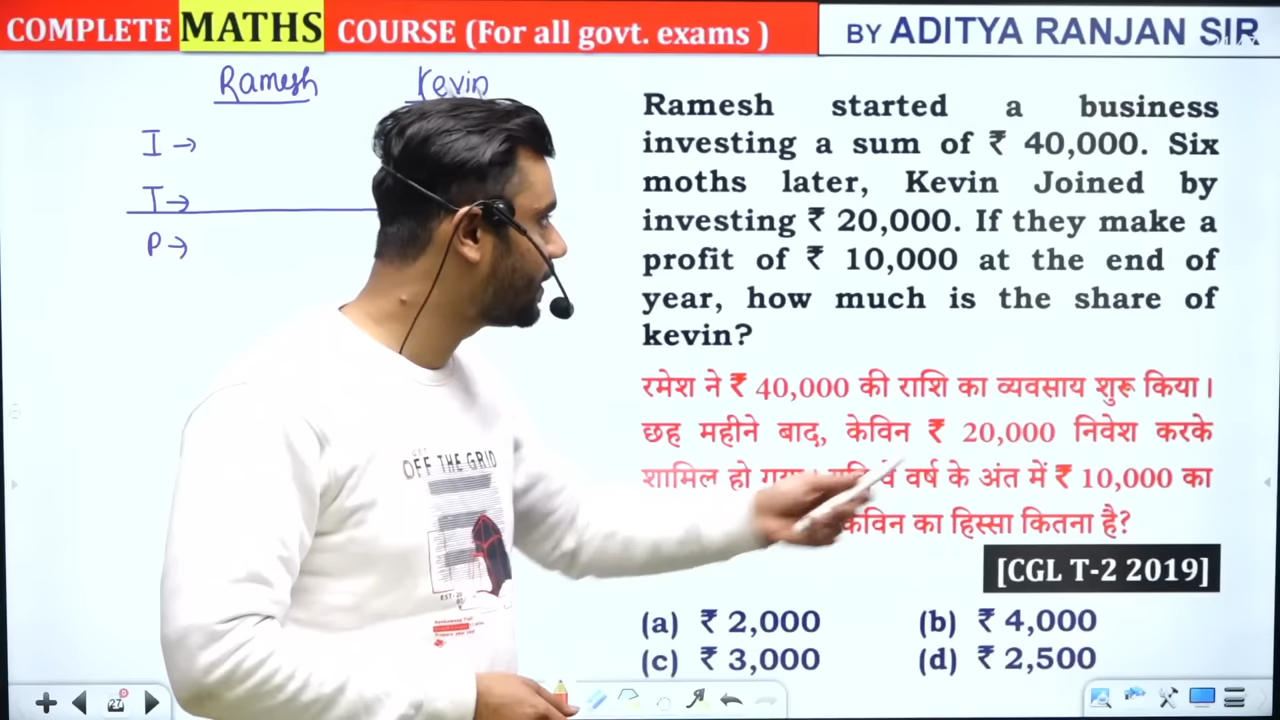 COMPLETE MATHS COURSE (For all govt. exams )
BY ADITYA RANJAN SIR
Ramesh Kevin
I →
T →
P →
Ramesh started a business
investing a sum of ₹ 40,000. Six
moths later, Kevin Joined by
investing ₹ 20,000. If they make a
profit of ₹ 10,000 at the end of
year, how much is the share of
kevin?
रमेश ने ₹ 40,000 की राशि का व्यवसाय शुरू किया।
छह महीने बाद, केविन ₹ 20,000 निवेश करके
शामिल हो वर्ष के अंत में ₹ 10,000 का
केविन का हिस्सा कितना है?
[CGL T-2 2019]
(a) ₹ 2,000 (b) ₹ 4,000
(c) ₹ 3,000 (d) ₹ 2,500
OFF THE GRID
27